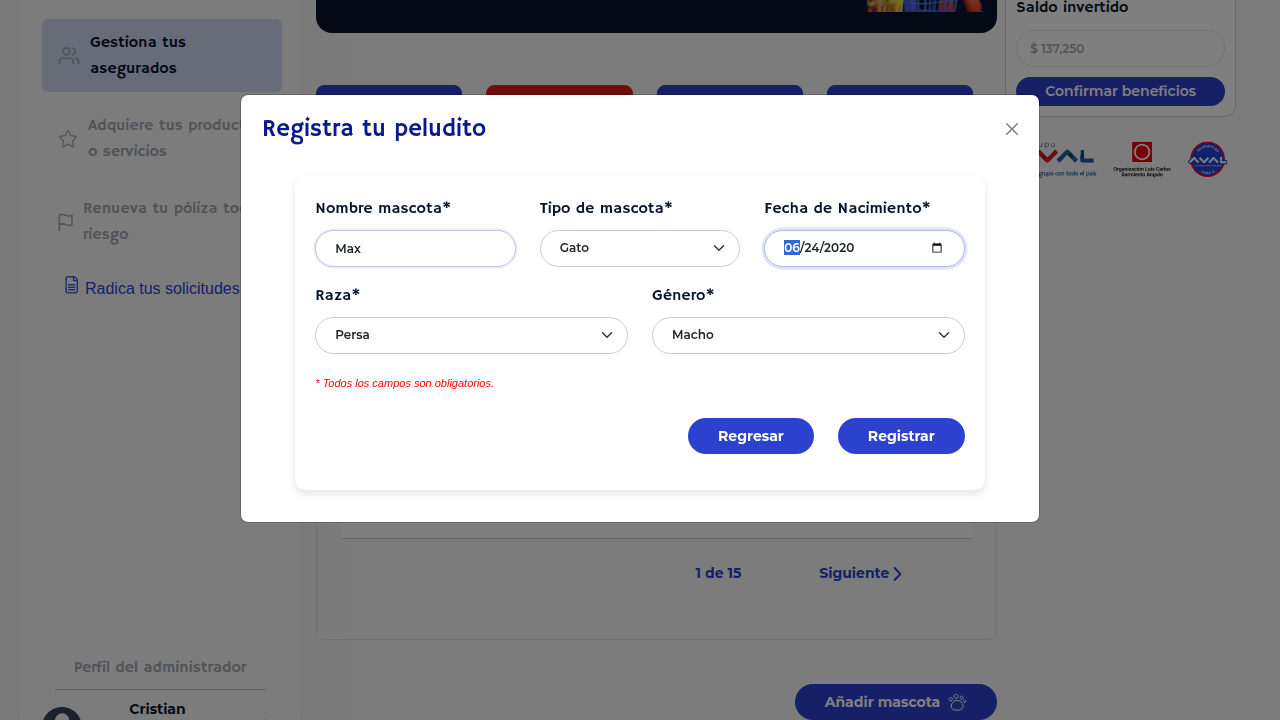 Gestiona tus
asegurados
Adquiere tus product
o servicios
Renueva tu póliza to
riesgo
Radica tus solicitudes
Saldo invertido
$ 137,250
Confirmar beneficios
AVAL
grupo con todo el país
Organización Luis Carlos
Sarmiento Angulo
AVAL
Registra tu peludito
Nombre mascota*
Tipo de mascota*
Fecha de Nacimiento*
Max
Gato
06/24/2020
Raza*
Género*
Persa
Macho
* Todos los campos son obligatorios.
Regresar
Registrar
1 de 15
Siguiente
Perfil del administrador
Cristian
Añadir mascota